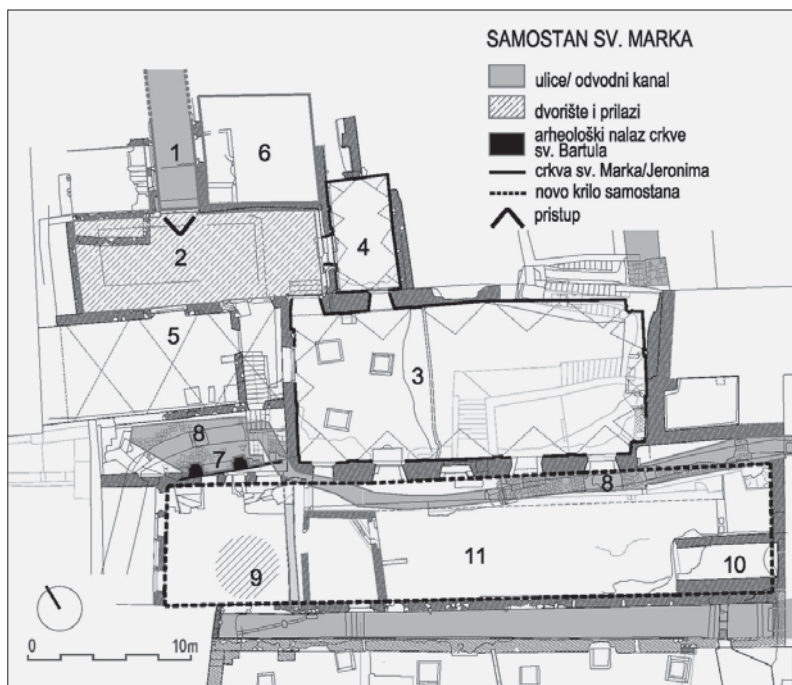 SAMOSTAN SV. MARKA
ulice/ odvodni kanal
dvorište i prilazi
arheološki nalaz crkve
sv. Bartula
crkva sv. Marka/Jeronima
novo krilo samostana
pristup
1
6
2
4
5
3
8
7
8
9
11
10
0
10m